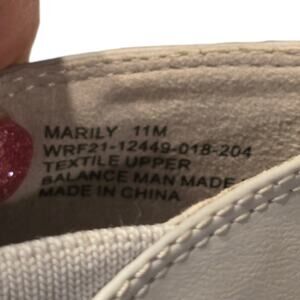 MARILY 11M
WRF21-12449-018-204
TEXTILE UPPER
BALANCE MAN MADE
MADE IN CHINA